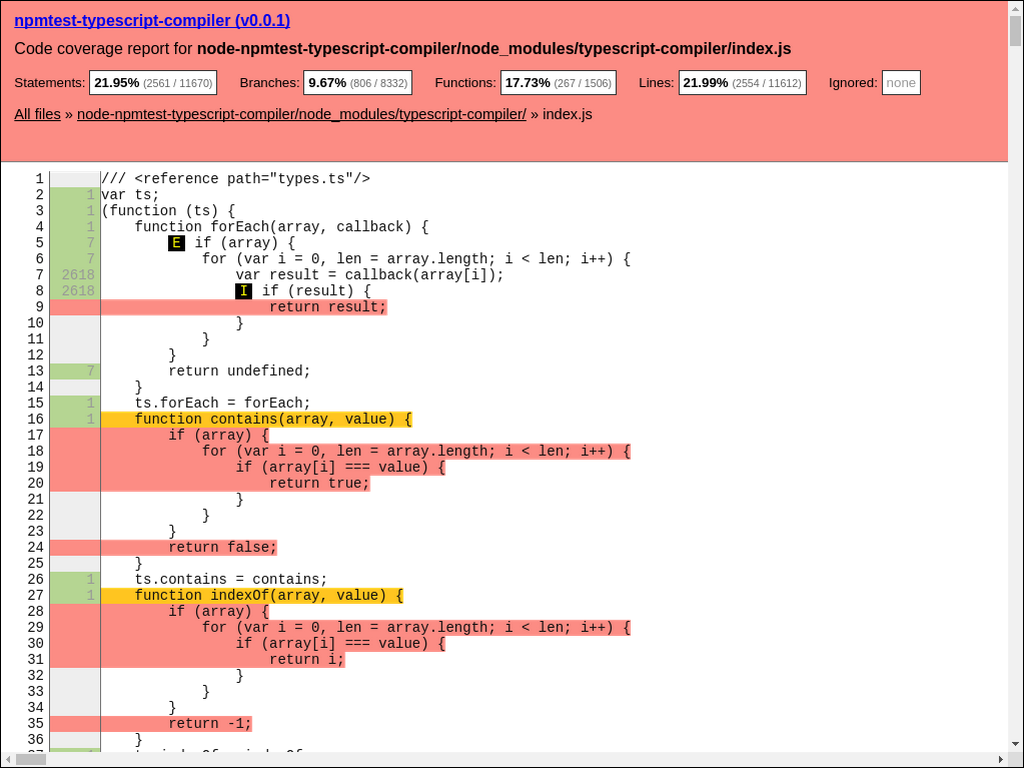 npmtest-typescript-compiler (v0.0.1)
Code coverage report for node-npmtest-typescript-compiler/node_modules/typescript-compiler/index.js
Statements: 21.95% (2561 / 11670) Branches: 9.67% (806 / 8332) Functions: 17.73% (267 / 1506) Lines: 21.99% (2554 / 11612) Ignored: none
All files » node-npmtest-typescript-compiler/node_modules/typescript-compiler/ » index.js
1 /// <reference path="types.ts"/>
2 1 var ts;
3 1 (function (ts) {
4 1     function forEach(array, callback) {
5 7         E if (array) {
6 7             for (var i = 0, len = array.length; i < len; i++) {
7 2618                 var result = callback(array[i]);
8 2618                 I if (result) {
9                     return result;
10                 }
11             }
12         }
13 7         return undefined;
14     }
15 1     ts.forEach = forEach;
16 1     function contains(array, value) {
17         if (array) {
18             for (var i = 0, len = array.length; i < len; i++) {
19                 if (array[i] === value) {
20                     return true;
21                 }
22             }
23         }
24         return false;
25     }
26 1     ts.contains = contains;
27 1     function indexOf(array, value) {
28         if (array) {
29             for (var i = 0, len = array.length; i < len; i++) {
30                 if (array[i] === value) {
31                     return i;
32                 }
33             }
34         }
35         return -1;
36     }